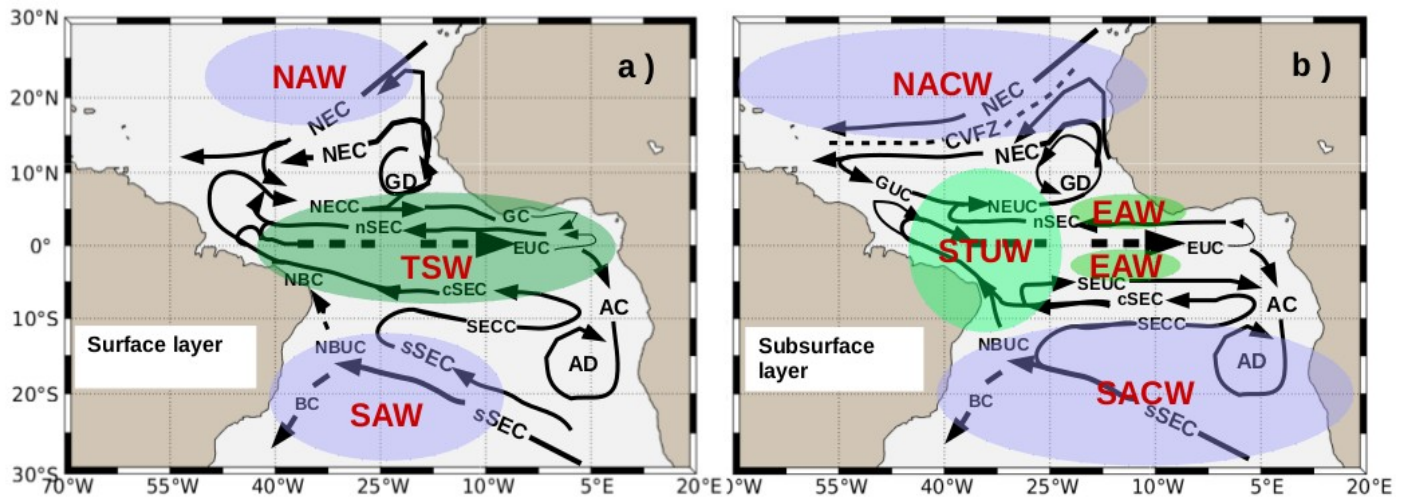 30°N
20°N
10°N
0°
10°S
20°S
30°S
70°W
55°W
40°W
25°W
10°W
5°E
20°E
a )
NAW
NEC
NEC
GD
NECC
GC
nSEC
EUC
TSW
NBC
cSEC
AC
SECC
Surface layer
NBUC
sSEC
AD
BC
SAW
sSEC
55°W
40°W
25°W
10°W
5°E
20°E
b )
NACW
NEC
CVFZ
NEC
GUC
GD
NEUC
EAW
nSEC
STUW
EUC
EAW
SEUC
cSEC
AC
SECC
Subsurface
layer
NBUC
AD
SACW
BC
sSEC